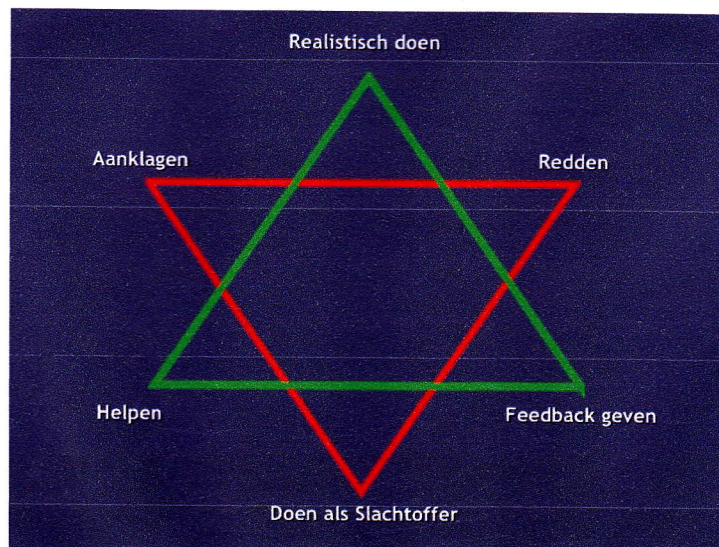 Realistisch doen
Aanklagen
Redden
Helpen
Feedback geven
Doen als Slachtoffer